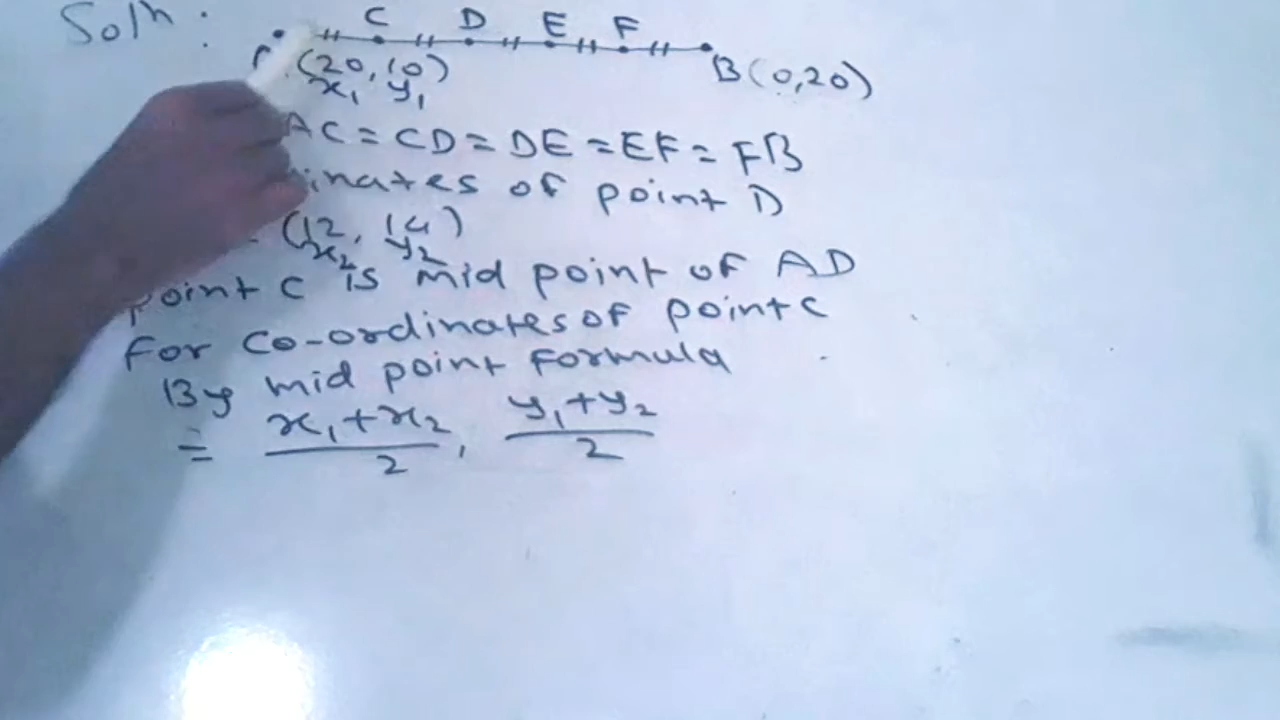 Soln :
C D E F
(20,10) B(0,20)
x₁ y₁
AC = CD = DE = EF = FB
inates of point D
(12, 14)
x₂ y₂
point C is mid point of AD
For Co-ordinates of point C
By mid point formula
= x₁+x₂/2, y₁+y₂/2